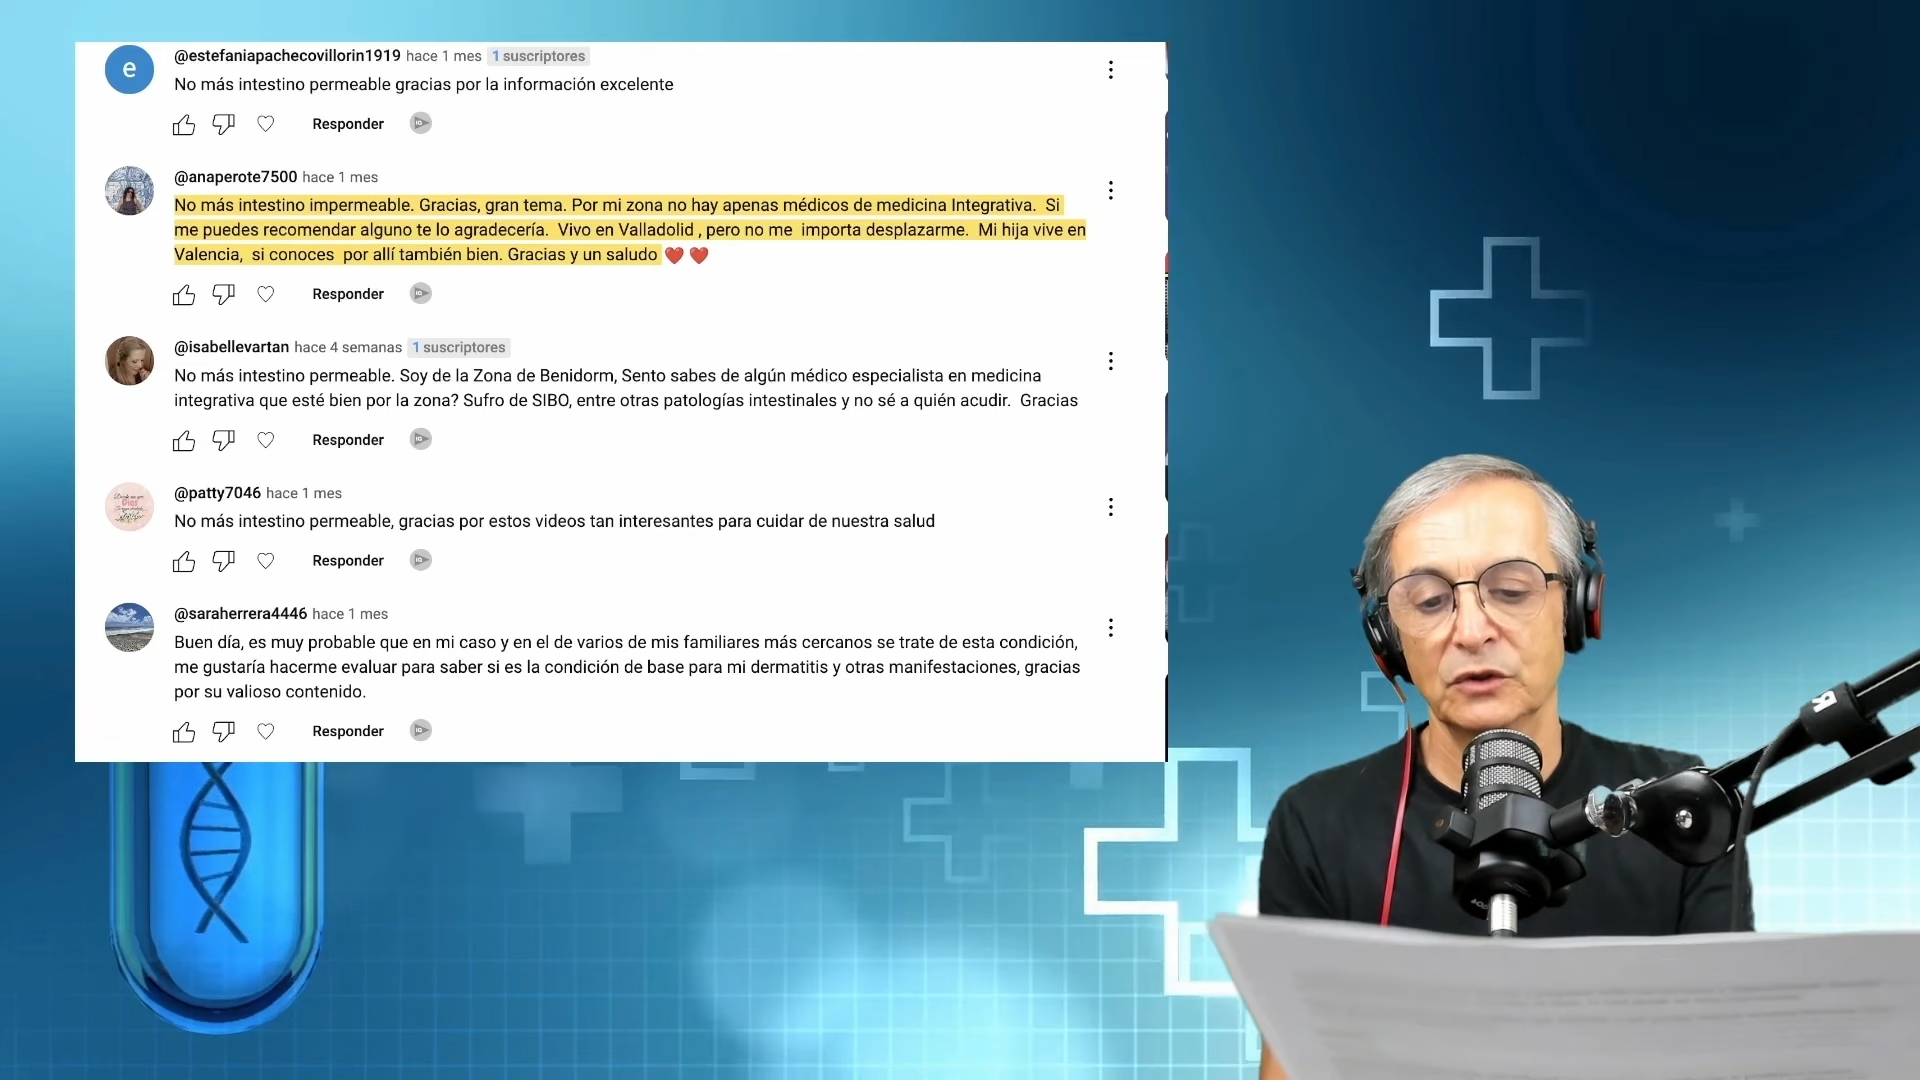 e
@estefaniapachecovillorin1919 hace 1 mes 1 suscriptores
No más intestino permeable gracias por la información excelente
Responder
@anaperote7500 hace 1 mes
No más intestino impermeable. Gracias, gran tema. Por mi zona no hay apenas médicos de medicina Integrativa. Si
me puedes recomendar alguno te lo agradecería. Vivo en Valladolid , pero no me importa desplazarme. Mi hija vive en
Valencia, si conoces por allí también bien. Gracias y un saludo ❤️ ❤️
Responder
@isabellevartan hace 4 semanas 1 suscriptores
No más intestino permeable. Soy de la Zona de Benidorm, Sento sabes de algún médico especialista en medicina
integrativa que esté bien por la zona? Sufro de SIBO, entre otras patologías intestinales y no sé a quién acudir. Gracias
Responder
@patty7046 hace 1 mes
No más intestino permeable, gracias por estos videos tan interesantes para cuidar de nuestra salud
Responder
@saraherrera4446 hace 1 mes
Buen día, es muy probable que en mi caso y en el de varios de mis familiares más cercanos se trate de esta condición,
me gustaría hacerme evaluar para saber si es la condición de base para mi dermatitis y otras manifestaciones, gracias
por su valioso contenido.
Responder